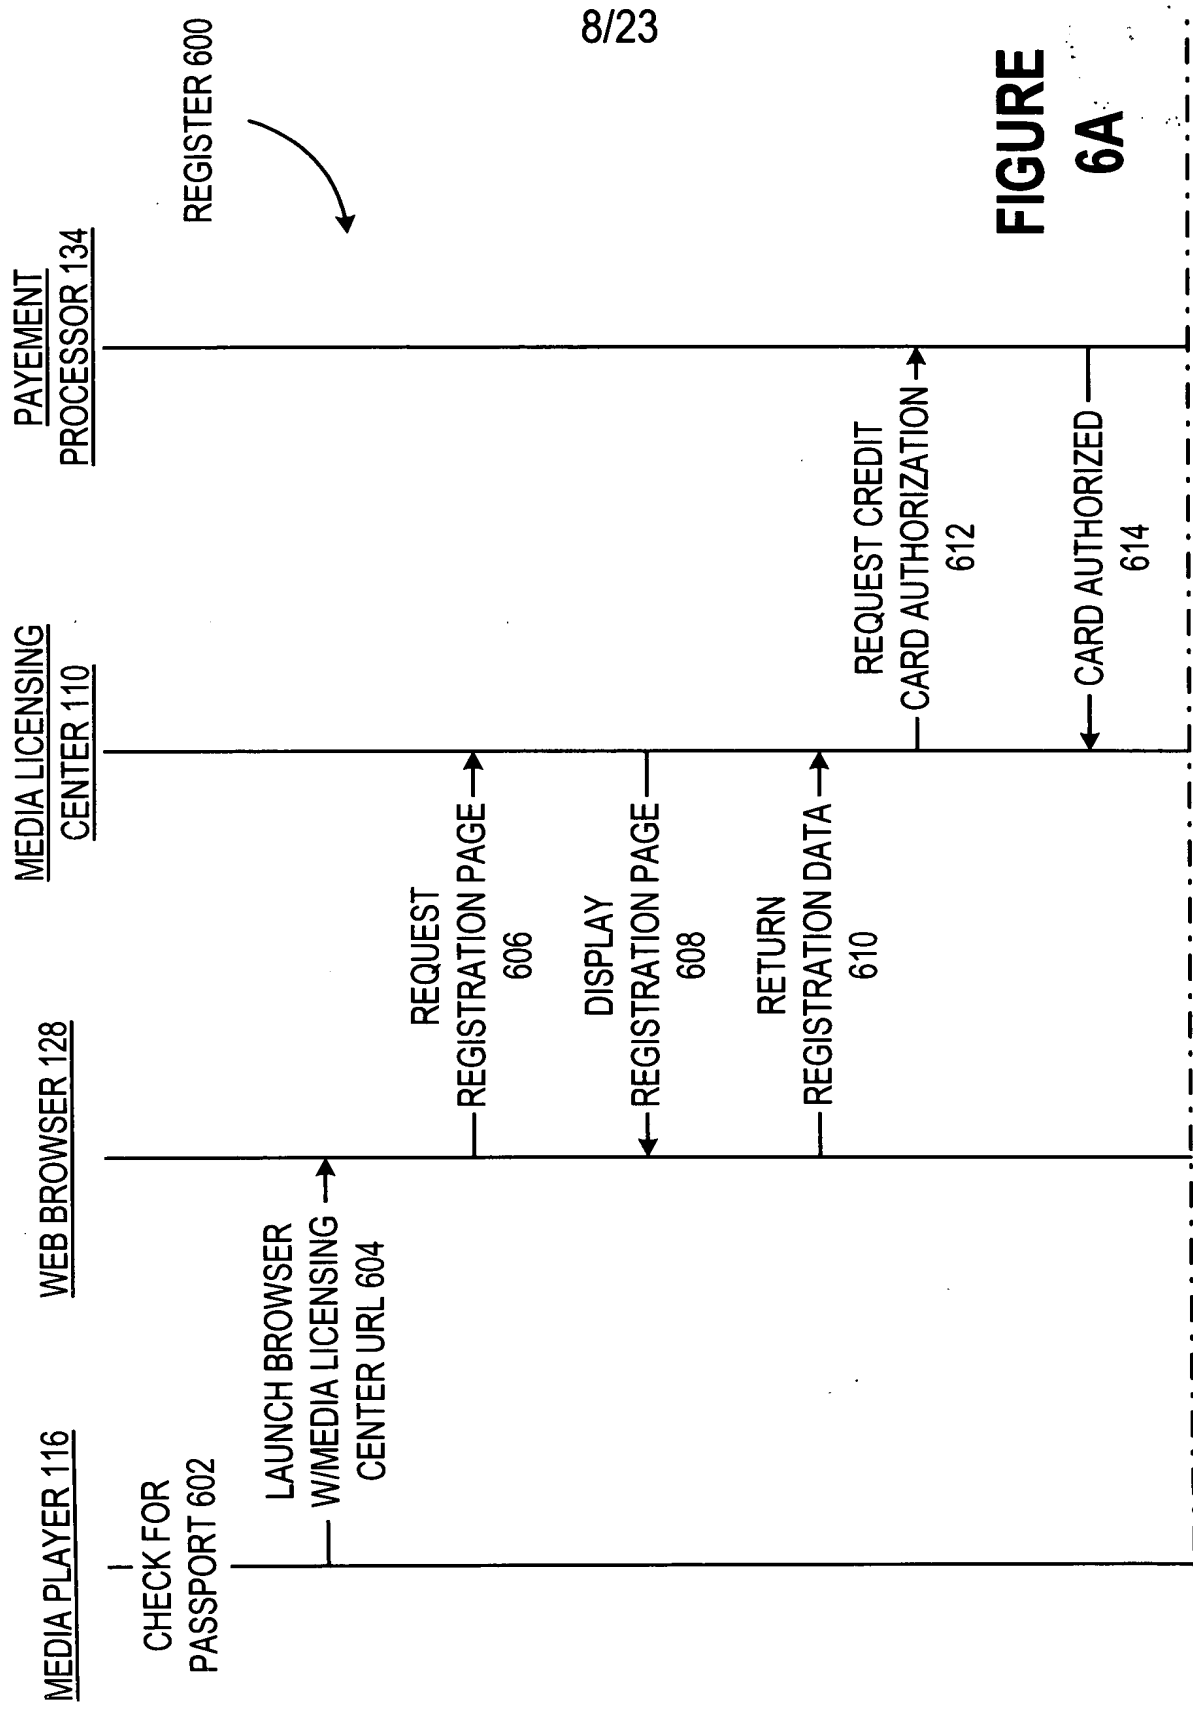 8/23
MEDIA PLAYER 116
WEB BROWSER 128
MEDIA LICENSING
CENTER 110
PAYEMENT
PROCESSOR 134
REGISTER 600
CHECK FOR
PASSPORT 602
LAUNCH BROWSER
W/MEDIA LICENSING
CENTER URL 604
REQUEST
REGISTRATION PAGE
606
DISPLAY
REGISTRATION PAGE
608
RETURN
REGISTRATION DATA
610
REQUEST CREDIT
CARD AUTHORIZATION
612
CARD AUTHORIZED
614
FIGURE
6A